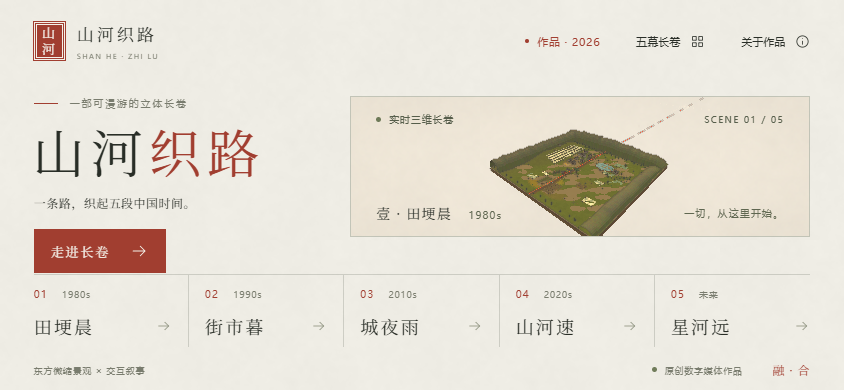 山河
山河织路
SHAN HE · ZHI LU
作品 · 2026
五幕长卷
关于作品
一部可漫游的立体长卷
山河织路
一条路，织起五段中国时间。
走进长卷
实时三维长卷
SCENE 01 / 05
壹 · 田埂晨 1980s
一切，从这里开始。
01 1980s
田埂晨
02 1990s
街市暮
03 2010s
城夜雨
04 2020s
山河速
05 未来
星河远
东方微缩景观 × 交互叙事
原创数字媒体作品
融 · 合